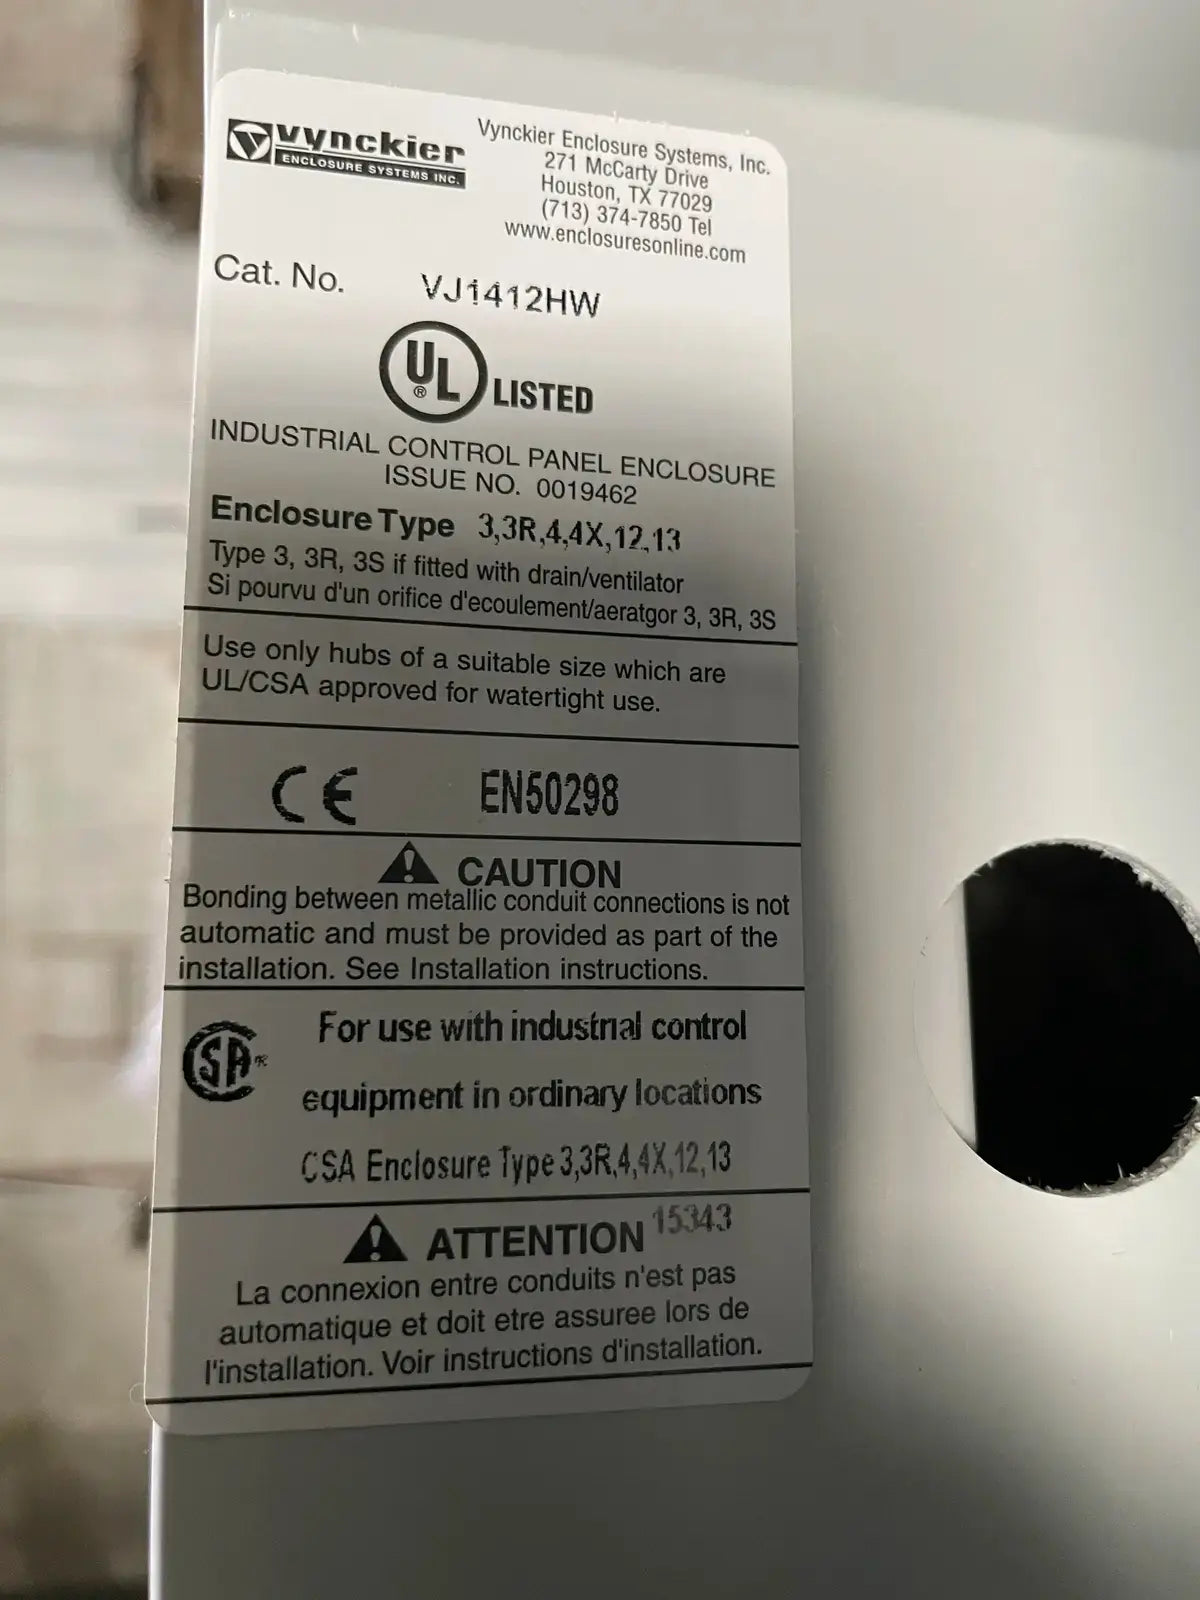 vynckier
ENCLOSURE SYSTEMS INC.
Vynckier Enclosure Systems, Inc.
271 McCarty Drive
Houston, TX 77029
(713) 374-7850 Tel
www.enclosuresonline.com
Cat. No. VJ1412HW
UL® LISTED
INDUSTRIAL CONTROL PANEL ENCLOSURE
ISSUE NO. 0019462
Enclosure Type 3,3R,4,4X,12,13
Type 3, 3R, 3S if fitted with drain/ventilator
Si pourvu d'un orifice d'ecoulement/aeratgor 3, 3R, 3S
Use only hubs of a suitable size which are
UL/CSA approved for watertight use.
CE EN50298
CAUTION
Bonding between metallic conduit connections is not
automatic and must be provided as part of the
installation. See Installation instructions.
SA® For use with industrial control
equipment in ordinary locations
CSA Enclosure Type 3,3R,4,4X,12,13
ATTENTION 15343
La connexion entre conduits n'est pas
automatique et doit etre assuree lors de
l'installation. Voir instructions d'installation.